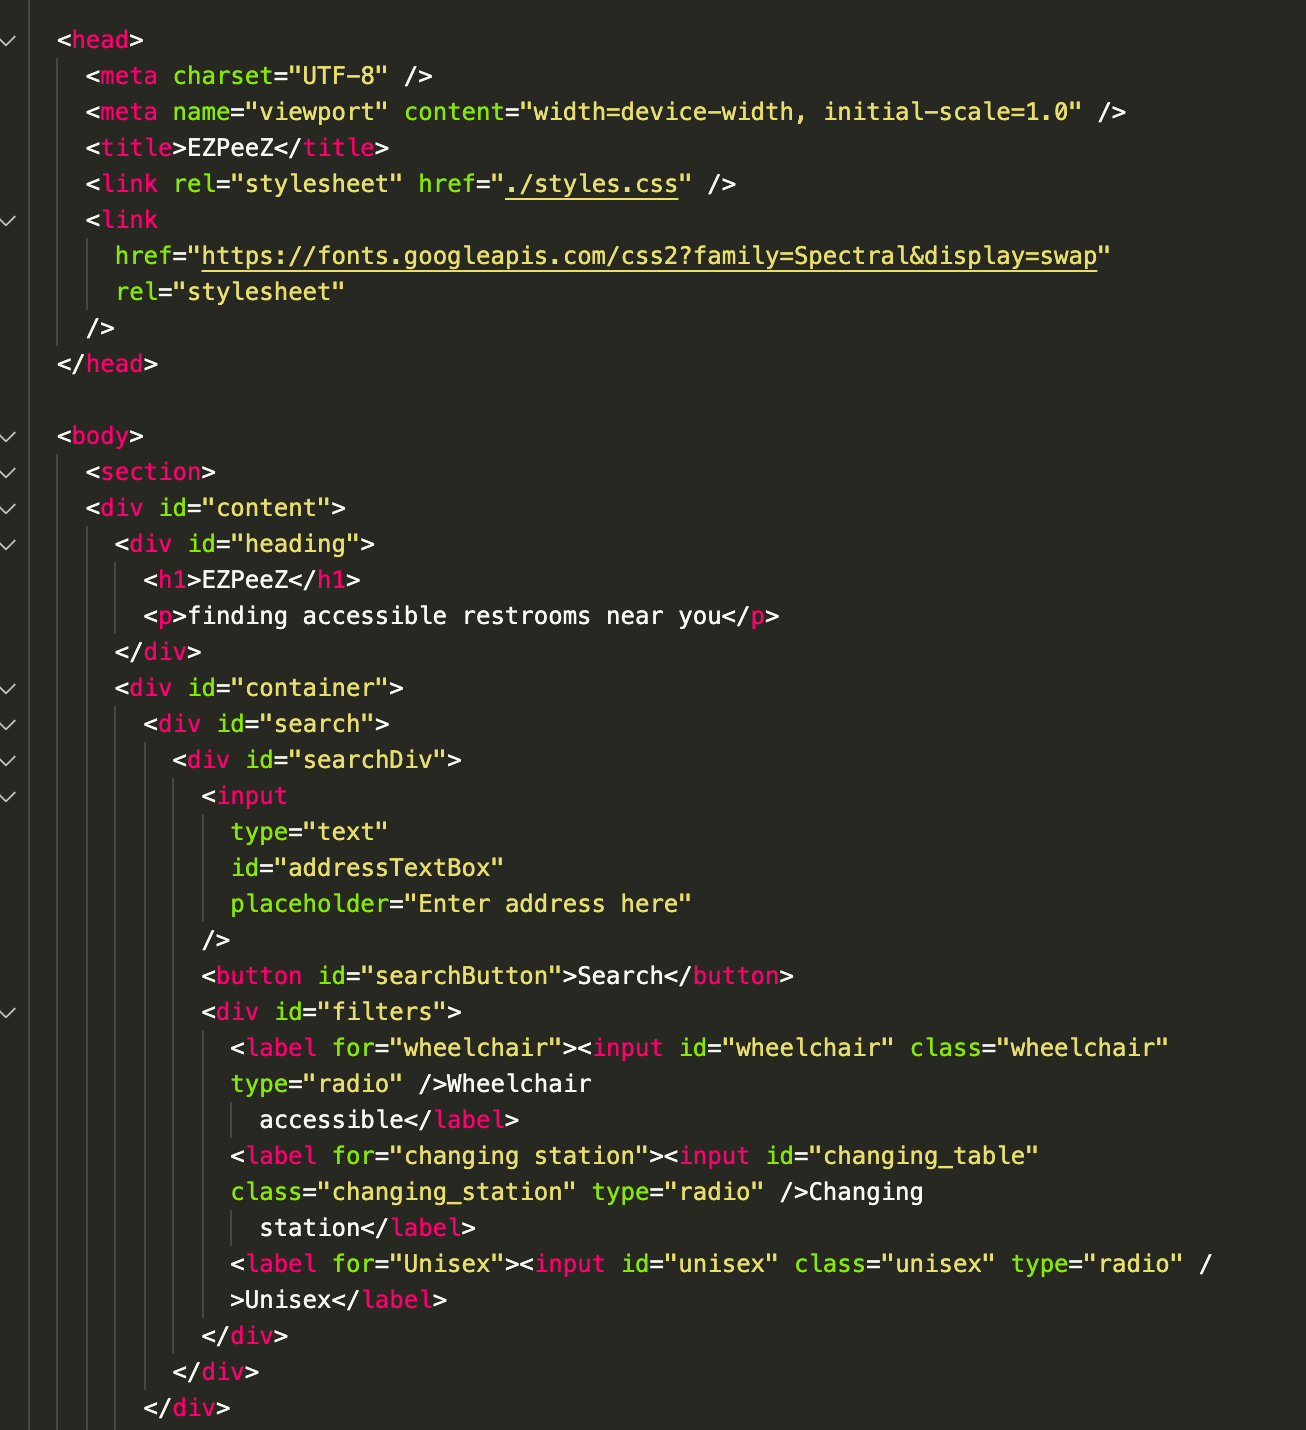 <head>
<meta charset="UTF-8" />
<meta name="viewport" content="width=device-width, initial-scale=1.0" />
<title>EZPeeZ</title>
<link rel="stylesheet" href="./styles.css" />
<link
href="https://fonts.googleapis.com/css2?family=Spectral&display=swap"
rel="stylesheet"
/>
</head>
<body>
<section>
<div id="content">
<div id="heading">
<h1>EZPeeZ</h1>
<p>finding accessible restrooms near you</p>
</div>
<div id="container">
<div id="search">
<div id="searchDiv">
<input
type="text"
id="addressTextBox"
placeholder="Enter address here"
/>
<button id="searchButton">Search</button>
<div id="filters">
<label for="wheelchair"><input id="wheelchair" class="wheelchair"
type="radio" />Wheelchair
accessible</label>
<label for="changing station"><input id="changing_table"
class="changing_station" type="radio" />Changing
station</label>
<label for="Unisex"><input id="unisex" class="unisex" type="radio" /
>Unisex</label>
</div>
</div>
</div>